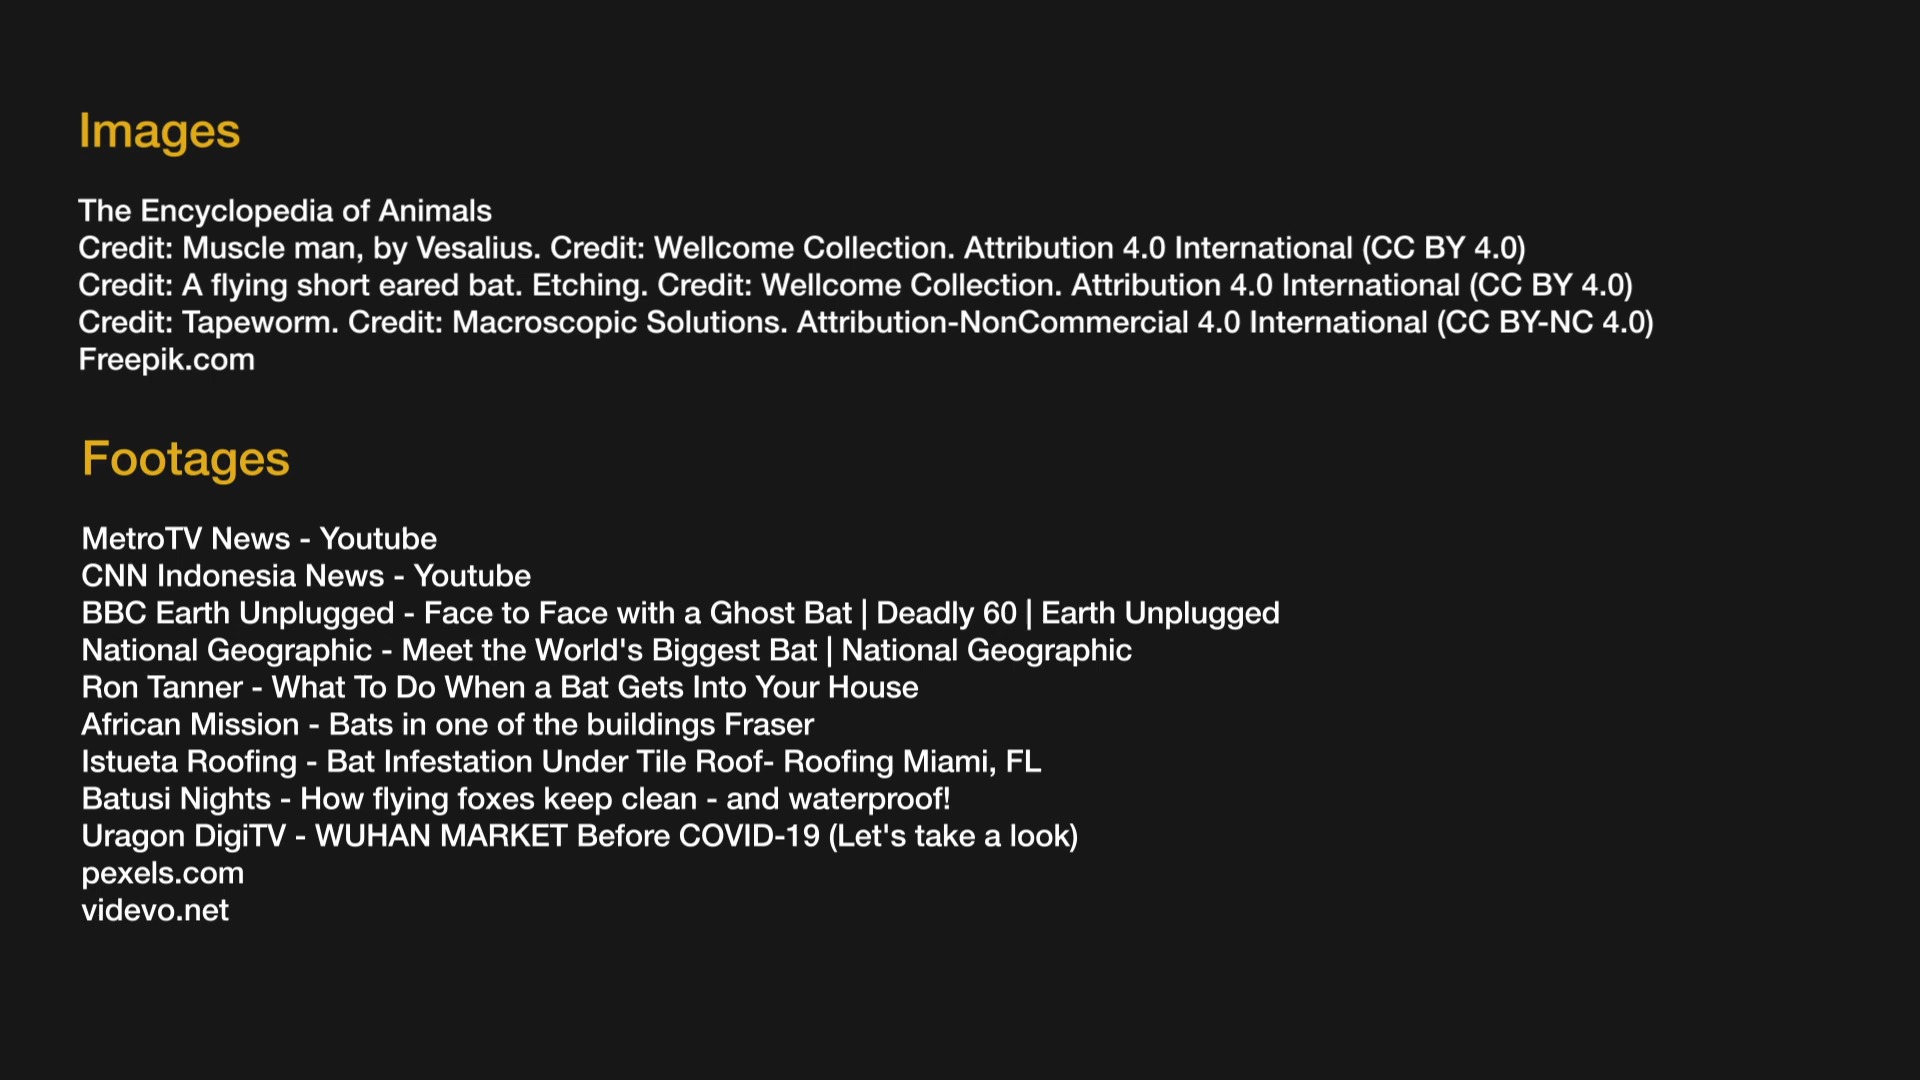 Images
The Encyclopedia of Animals
Credit: Muscle man, by Vesalius. Credit: Wellcome Collection. Attribution 4.0 International (CC BY 4.0)
Credit: A flying short eared bat. Etching. Credit: Wellcome Collection. Attribution 4.0 International (CC BY 4.0)
Credit: Tapeworm. Credit: Macroscopic Solutions. Attribution-NonCommercial 4.0 International (CC BY-NC 4.0)
Freepik.com
Footages
MetroTV News - Youtube
CNN Indonesia News - Youtube
BBC Earth Unplugged - Face to Face with a Ghost Bat | Deadly 60 | Earth Unplugged
National Geographic - Meet the World's Biggest Bat | National Geographic
Ron Tanner - What To Do When a Bat Gets Into Your House
African Mission - Bats in one of the buildings Fraser
Istueta Roofing - Bat Infestation Under Tile Roof- Roofing Miami, FL
Batusi Nights - How flying foxes keep clean - and waterproof!
Uragon DigiTV - WUHAN MARKET Before COVID-19 (Let's take a look)
pexels.com
videvo.net